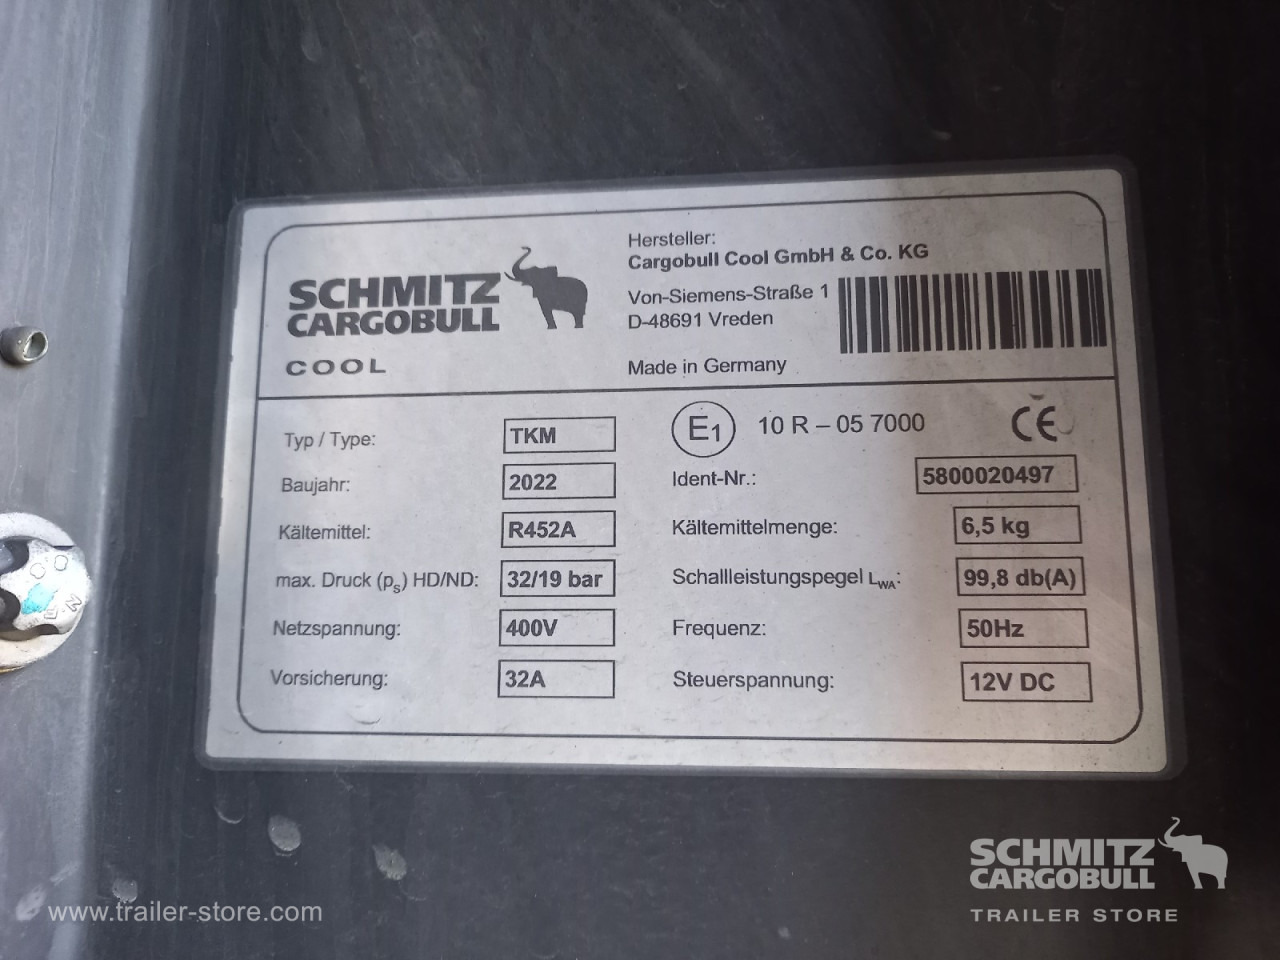 SCHMITZ
CARGOBULL
COOL
Hersteller:
Cargobull Cool GmbH & Co. KG
Von-Siemens-Straße 1
D-48691 Vreden
Made in Germany
Typ / Type: TKM
Baujahr: 2022
Kältemittel: R452A
max. Druck (ps) HD/ND: 32/19 bar
Netzspannung: 400V
Vorsicherung: 32A
E1 10 R – 05 7000 CE
Ident-Nr.: 5800020497
Kältemittelmenge: 6,5 kg
Schallleistungspegel LWA: 99,8 db(A)
Frequenz: 50Hz
Steuerspannung: 12V DC
www.trailer-store.com
SCHMITZ
CARGOBULL
TRAILER STORE